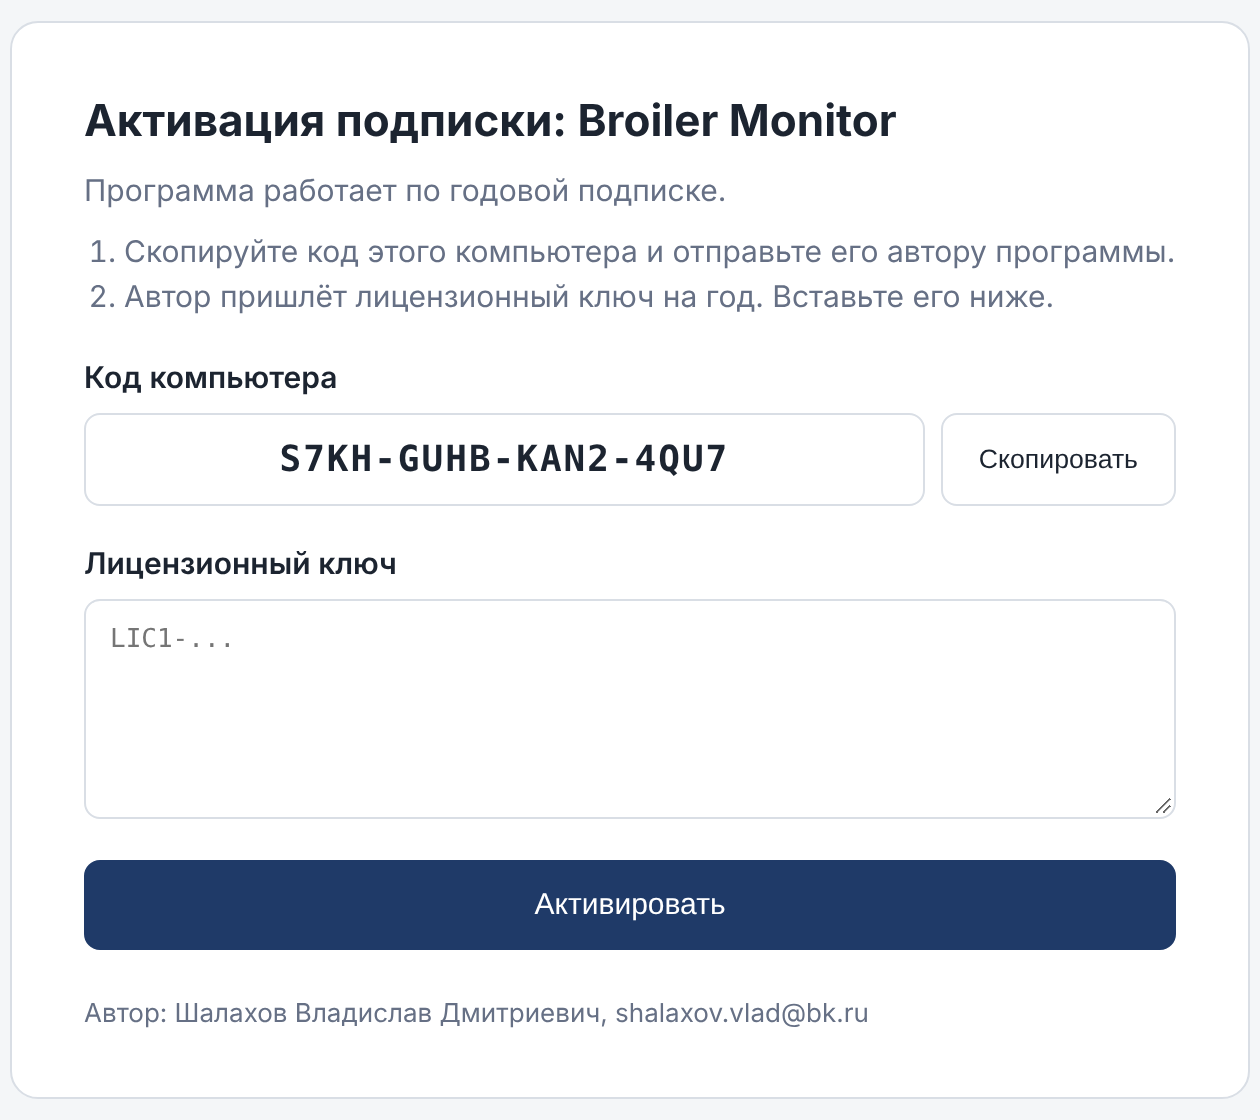 Активация подписки: Broiler Monitor
Программа работает по годовой подписке.
1. Скопируйте код этого компьютера и отправьте его автору программы.
2. Автор пришлёт лицензионный ключ на год. Вставьте его ниже.
Код компьютера
S7KH-GUHB-KAN2-4QU7
Скопировать
Лицензионный ключ
LIC1-...
Активировать
Автор: Шалахов Владислав Дмитриевич, shalaxov.vlad@bk.ru